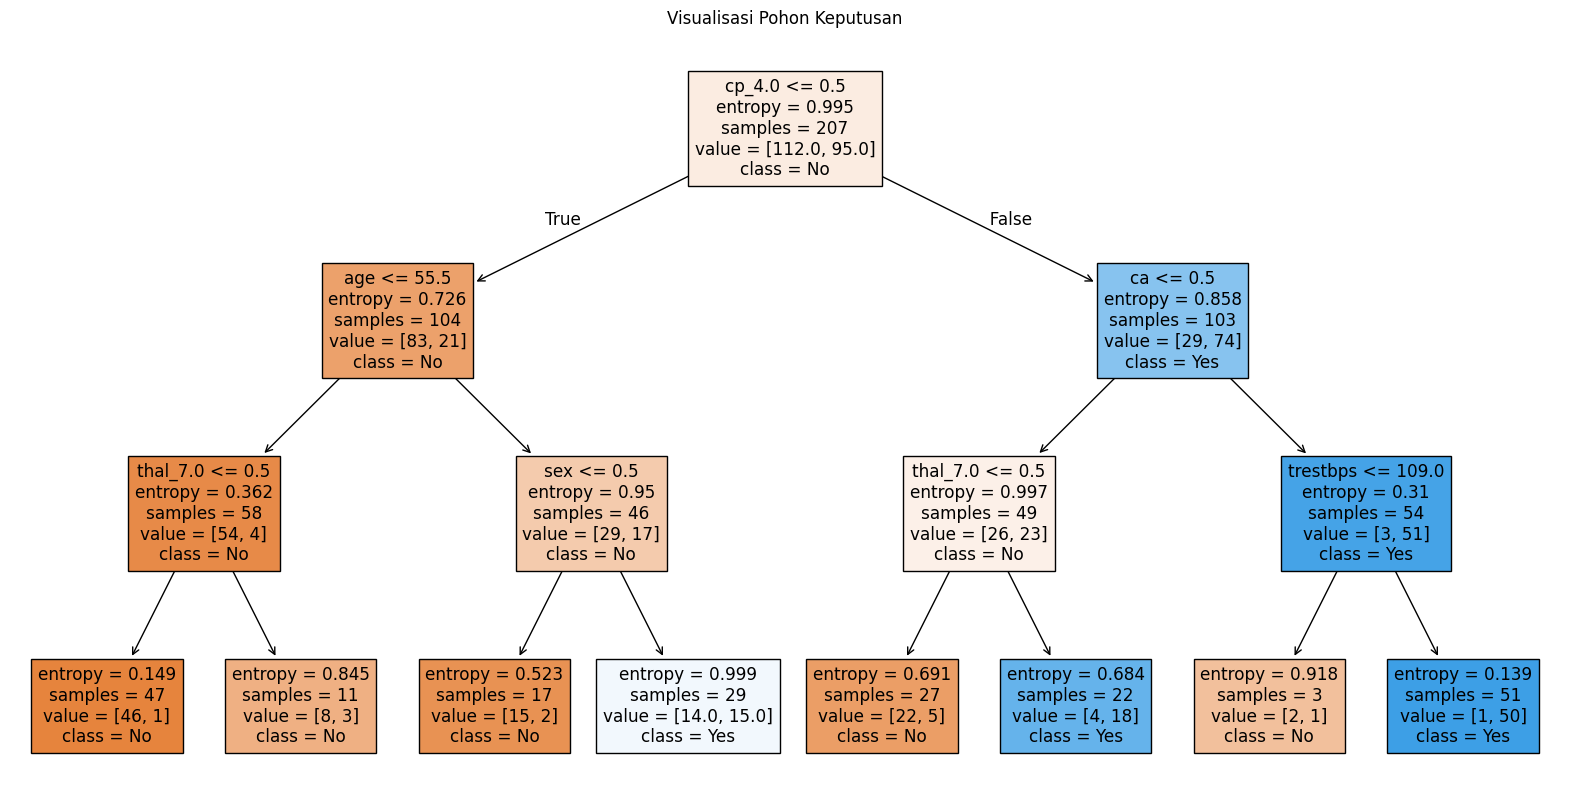 Visualisasi Pohon Keputusan
cp_4.0 <= 0.5
entropy = 0.995
samples = 207
value = [112.0, 95.0]
class = No
True
False
age <= 55.5
entropy = 0.726
samples = 104
value = [83, 21]
class = No
ca <= 0.5
entropy = 0.858
samples = 103
value = [29, 74]
class = Yes
thal_7.0 <= 0.5
entropy = 0.362
samples = 58
value = [54, 4]
class = No
sex <= 0.5
entropy = 0.95
samples = 46
value = [29, 17]
class = No
thal_7.0 <= 0.5
entropy = 0.997
samples = 49
value = [26, 23]
class = No
trestbps <= 109.0
entropy = 0.31
samples = 54
value = [3, 51]
class = Yes
entropy = 0.149
samples = 47
value = [46, 1]
class = No
entropy = 0.845
samples = 11
value = [8, 3]
class = No
entropy = 0.523
samples = 17
value = [15, 2]
class = No
entropy = 0.999
samples = 29
value = [14.0, 15.0]
class = Yes
entropy = 0.691
samples = 27
value = [22, 5]
class = No
entropy = 0.684
samples = 22
value = [4, 18]
class = Yes
entropy = 0.918
samples = 3
value = [2, 1]
class = No
entropy = 0.139
samples = 51
value = [1, 50]
class = Yes